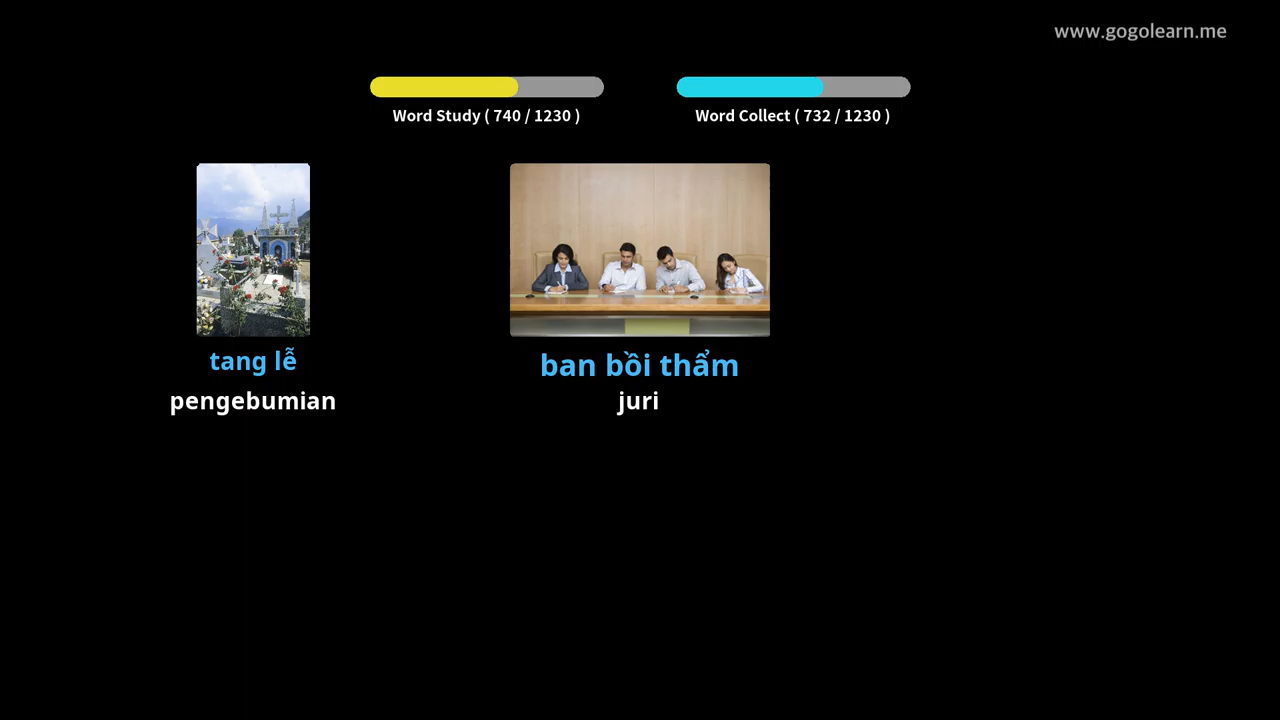 www.gogolearn.me
Word Study ( 740 / 1230 )
Word Collect ( 732 / 1230 )
tang lễ
pengebumian
ban bồi thẩm
juri